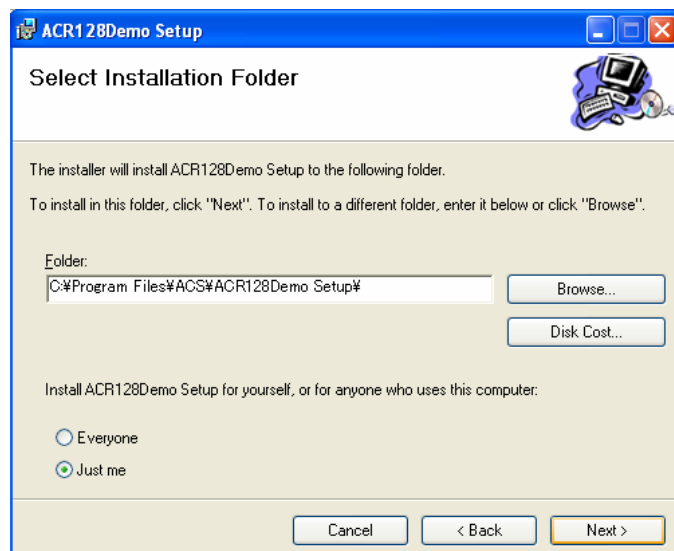 ACR128Demo Setup
Select Installation Folder
The installer will install ACR128Demo Setup to the following folder.
To install in this folder, click "Next". To install to a different folder, enter it below or click "Browse".
Folder:
C:¥Program Files¥ACS¥ACR128Demo Setup¥
Browse...
Disk Cost...
Install ACR128Demo Setup for yourself, or for anyone who uses this computer:
Everyone
Just me
Cancel
< Back
Next >